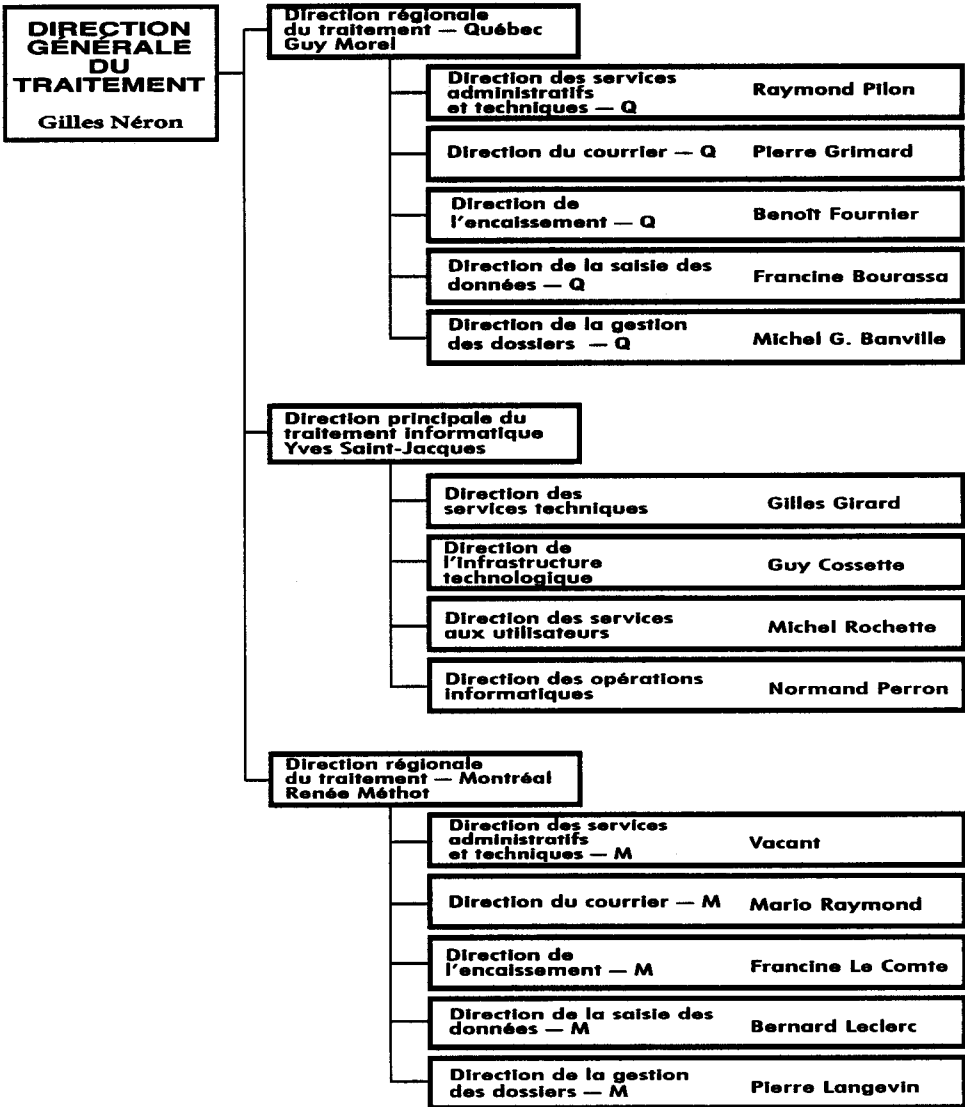 DIRECTION
GÉNÉRALE
DU
TRAITEMENT
Gilles Néron
Direction régionale
du traitement — Québec
Guy Morel
Direction des services
administratifs
et techniques — Q
Raymond Pilon
Direction du courrier — Q
Pierre Grimard
Direction de
l'encaissement — Q
Benoît Fournier
Direction de la saisie des
données — Q
Francine Bourassa
Direction de la gestion
des dossiers — Q
Michel G. Banville
Direction principale du
traitement informatique
Yves Saint-Jacques
Direction des
services techniques
Gilles Girard
Direction de
l'infrastructure
technologique
Guy Cossette
Direction des services
aux utilisateurs
Michel Rochette
Direction des opérations
informatiques
Normand Perron
Direction régionale
du traitement — Montréal
Renée Méthot
Direction des services
administratifs
et techniques — M
Vacant
Direction du courrier — M
Mario Raymond
Direction de
l'encaissement — M
Francine Le Comte
Direction de la saisie des
données — M
Bernard Leclerc
Direction de la gestion
des dossiers — M
Pierre Langevin